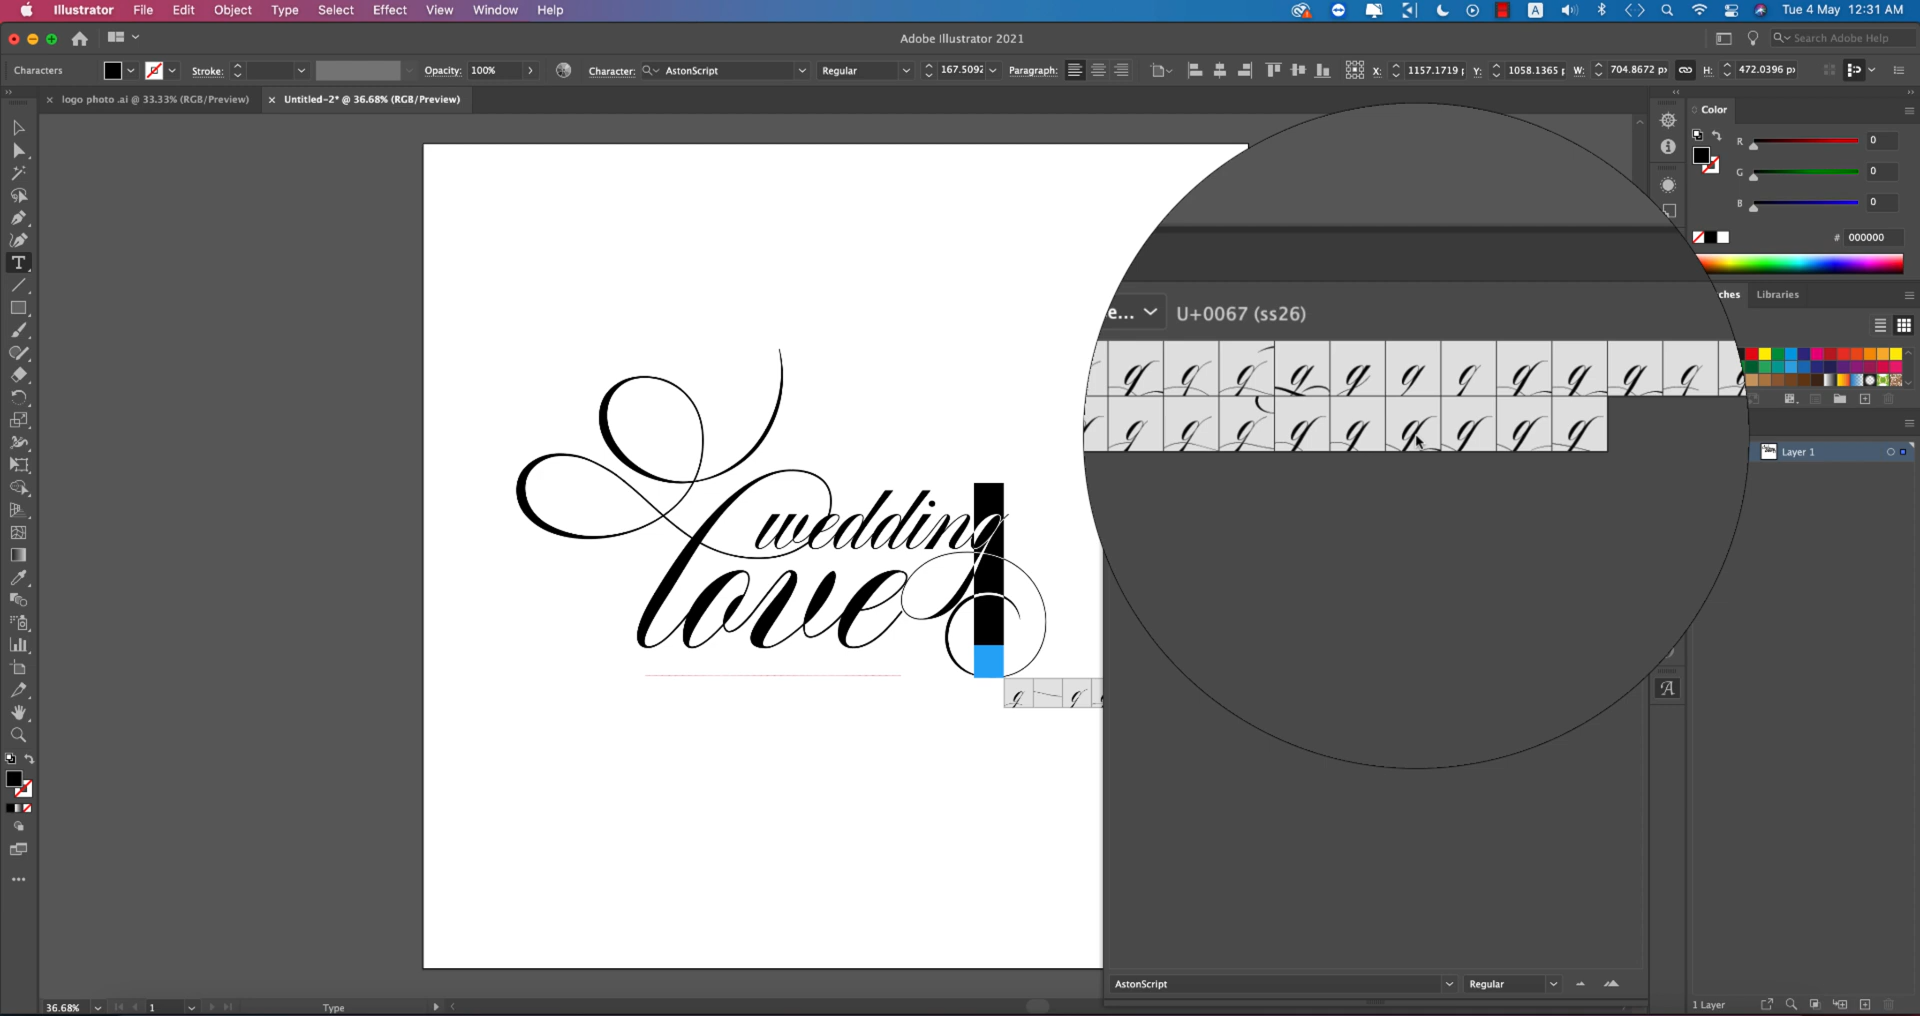 Illustrator File Edit Object Type Select Effect View Window Help
A
Tue 4 May 12:31 AM
Adobe Illustrator 2021
Search Adobe Help
Characters
Stroke:
Opacity: 100%
Character: AstonScript
Regular
167.509
Paragraph:
X: 1157.1719
Y: 1058.1365
W: 704.8672 p
H: 472.0396 p
logo photo .ai @ 33.33% (RGB/Preview)
Untitled-2* @ 36.68% (RGB/Preview)
Color
R 0
G 0
B 0
# 000000
ches
Libraries
e... U+0067 (ss26)
g g g g g g g g g g g
g g g g g g g g g
Layer 1
wedding
love
g g
AstonScript
Regular
36.68%
1
Type
1 Layer